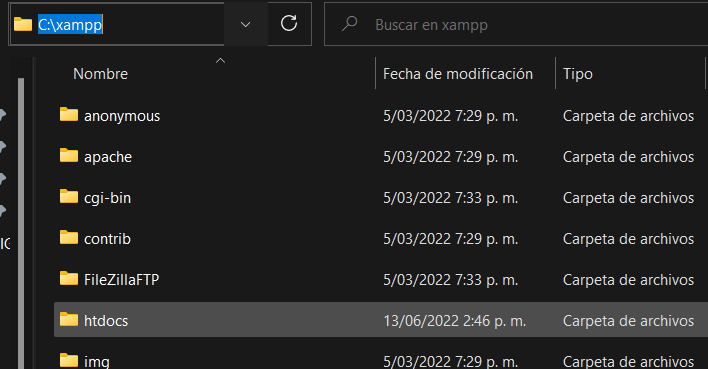 C:\xampp
Buscar en xampp
Nombre Fecha de modificación Tipo
anonymous 5/03/2022 7:29 p. m. Carpeta de archivos
apache 5/03/2022 7:29 p. m. Carpeta de archivos
cgi-bin 5/03/2022 7:33 p. m. Carpeta de archivos
contrib 5/03/2022 7:29 p. m. Carpeta de archivos
IG
FileZillaFTP 5/03/2022 7:33 p. m. Carpeta de archivos
htdocs 13/06/2022 2:46 p. m. Carpeta de archivos
img 5/03/2022 7:29 p. m. Carpeta de archivos